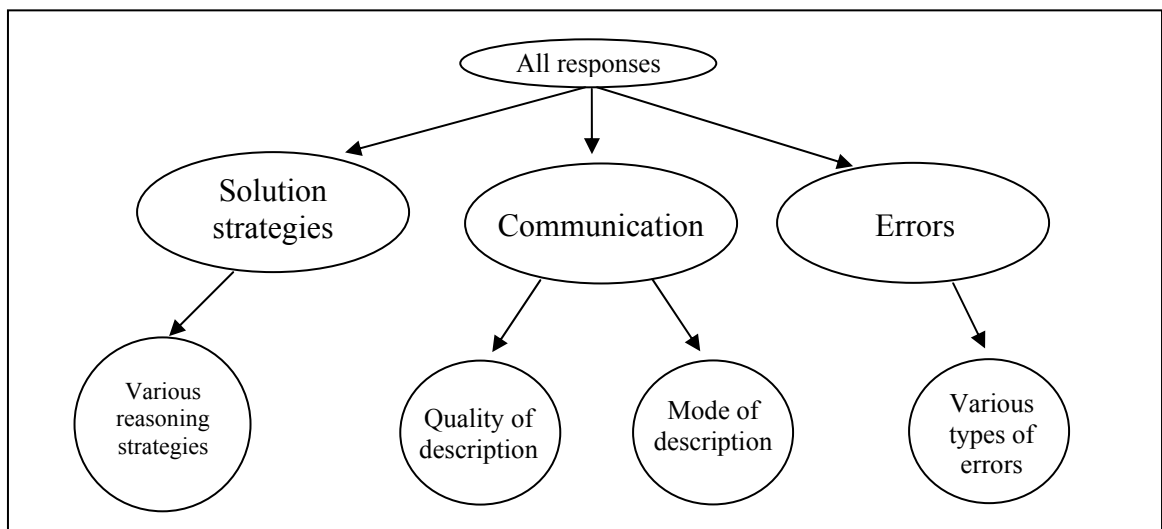 All responses
Solution
strategies
Communication
Errors
Various
reasoning
strategies
Quality of
description
Mode of
description
Various
types of
errors